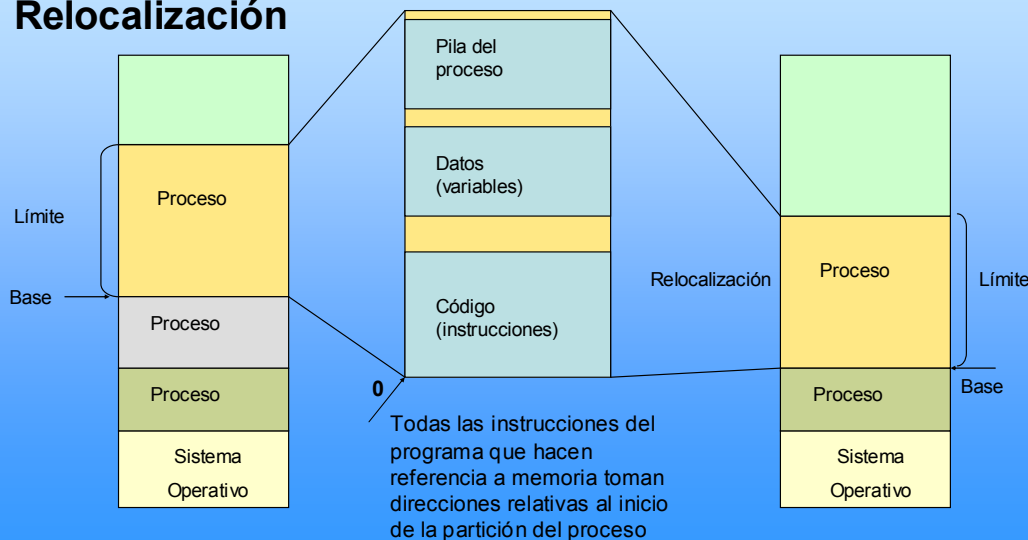 Relocalización
Límite
Base
Proceso
Proceso
Proceso
Sistema
Operativo
Pila del
proceso
Datos
(variables)
Código
(instrucciones)
0
Todas las instrucciones del
programa que hacen
referencia a memoria toman
direcciones relativas al inicio
de la partición del proceso
Relocalización
Proceso
Límite
Proceso
Base
Sistema
Operativo